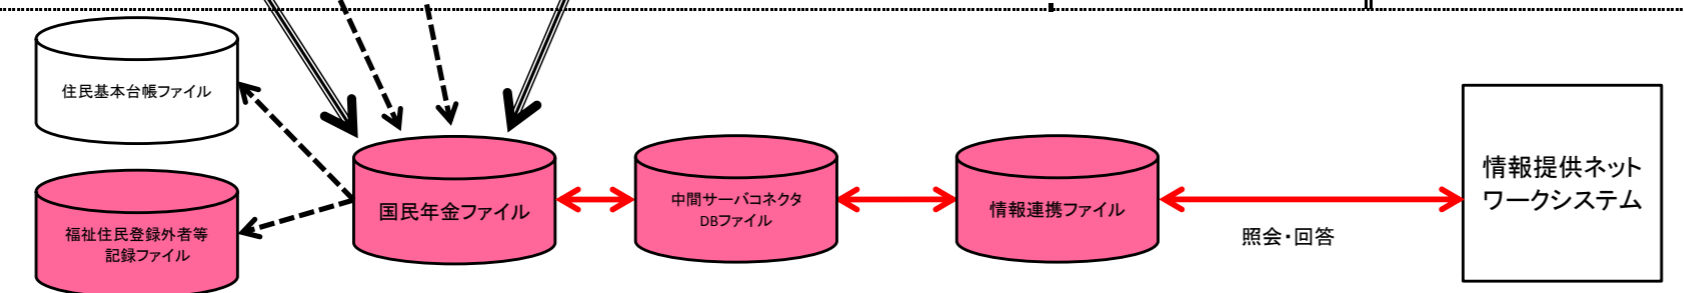 住民基本台帳ファイル
福祉住民登録外者等
記録ファイル
国民年金ファイル
中間サーバコネクタ
DBファイル
情報連携ファイル
照会・回答
情報提供ネット
ワークシステム